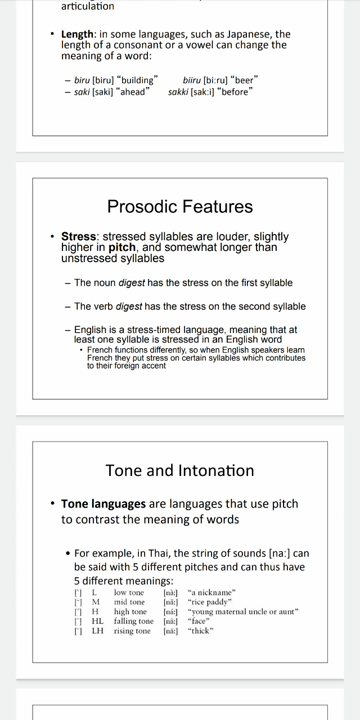 articulation
• Length: in some languages, such as Japanese, the
length of a consonant or a vowel can change the
meaning of a word:
– biru [biru] “building” biiru [biːru] “beer”
– saki [saki] “ahead” sakki [sakːi] “before”
Prosodic Features
• Stress: stressed syllables are louder, slightly
higher in pitch, and somewhat longer than
unstressed syllables
– The noun digest has the stress on the first syllable
– The verb digest has the stress on the second syllable
– English is a stress-timed language, meaning that at
least one syllable is stressed in an English word
• French functions differently, so when English speakers learn
French they put stress on certain syllables which contributes
to their foreign accent
Tone and Intonation
• Tone languages are languages that use pitch
to contrast the meaning of words
• For example, in Thai, the string of sounds [naː] can
be said with 5 different pitches and can thus have
5 different meanings:
L low tone “a nickname”
M mid tone “rice paddy”
H high tone “young maternal uncle or aunt”
HL falling tone “face”
LH rising tone “thick”